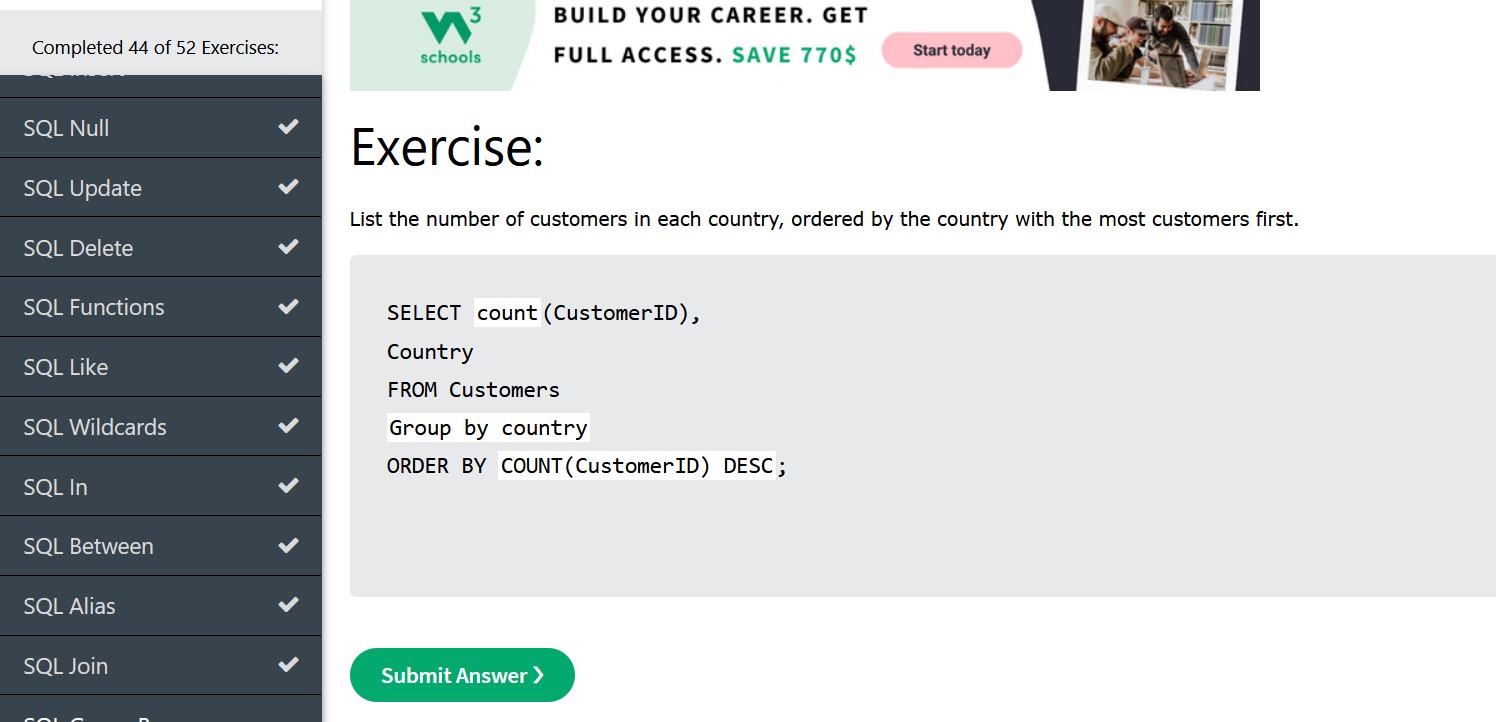 Completed 44 of 52 Exercises:
SQL Null
SQL Update
SQL Delete
SQL Functions
SQL Like
SQL Wildcards
SQL In
SQL Between
SQL Alias
SQL Join
W3
schools
BUILD YOUR CAREER. GET
FULL ACCESS. SAVE 770$
Start today
Exercise:
List the number of customers in each country, ordered by the country with the most customers first.
SELECT count(CustomerID),
Country
FROM Customers
Group by country
ORDER BY COUNT(CustomerID) DESC;
Submit Answer ❯